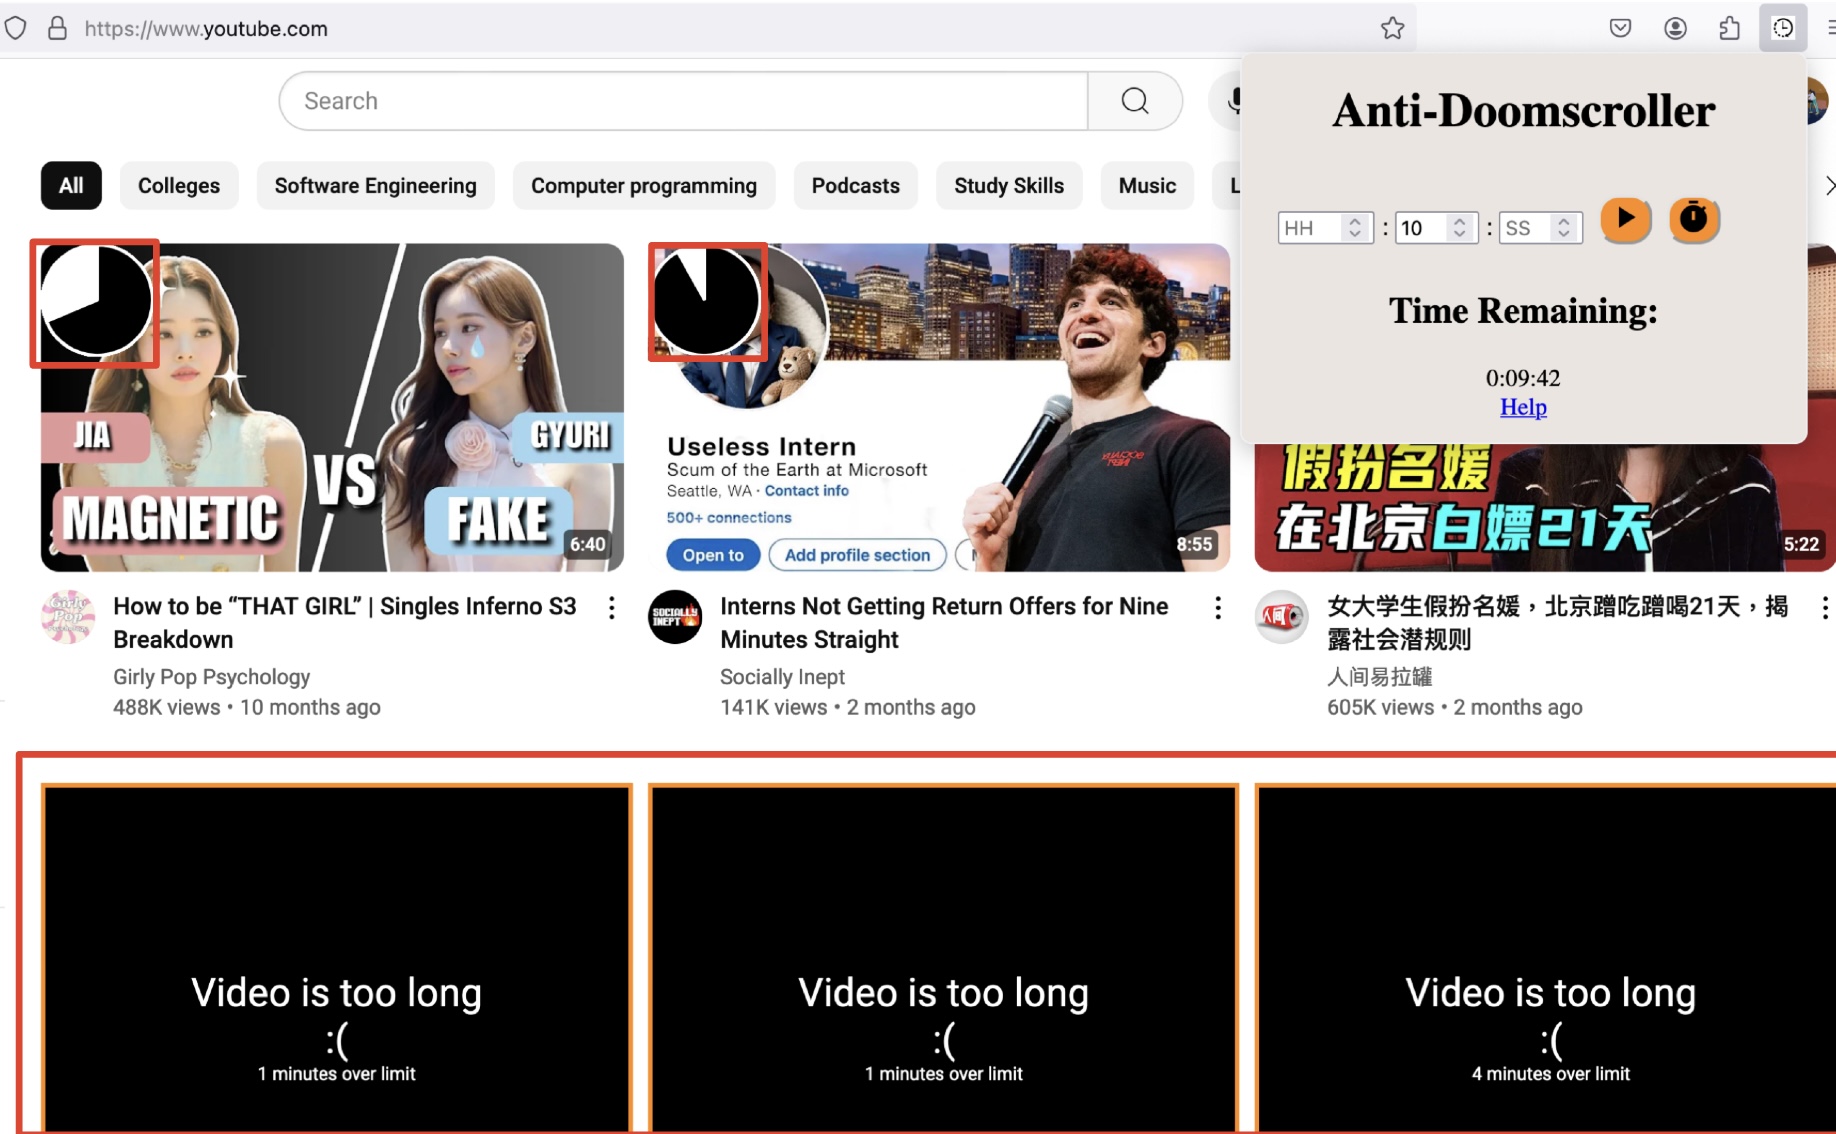 https://www.youtube.com
Search
Anti-Doomscroller
HH : 10 : SS
Time Remaining:
0:09:42
Help
All
Colleges
Software Engineering
Computer programming
Podcasts
Study Skills
Music
L
JIA
VS
GYURI
MAGNETIC
FAKE
6:40
Useless Intern
Scum of the Earth at Microsoft
Seattle, WA · Contact info
500+ connections
Open to
Add profile section
8:55
假扮名媛
在北京白嫖21天
5:22
Girly
Pop
How to be “THAT GIRL” | Singles Inferno S3
Breakdown
Girly Pop Psychology
488K views • 10 months ago
SOCIALLY
INEPT
Interns Not Getting Return Offers for Nine
Minutes Straight
Socially Inept
141K views • 2 months ago
女大学生假扮名媛，北京蹭吃蹭喝21天，揭
露社会潜规则
人间易拉罐
605K views • 2 months ago
Video is too long
:(
1 minutes over limit
Video is too long
:(
1 minutes over limit
Video is too long
:(
4 minutes over limit